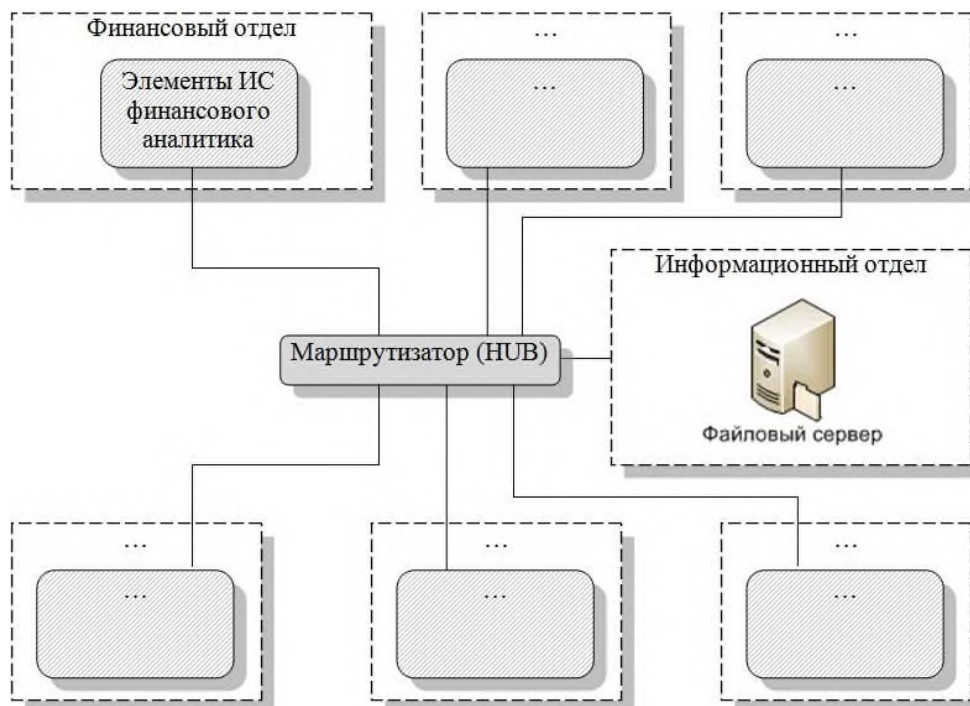 Финансовый отдел
Элементы ИС
финансового
аналитика
...
...
...
...
Информационный отдел
Маршрутизатор (HUB)
Файловый сервер
...
...
...
...
...
...